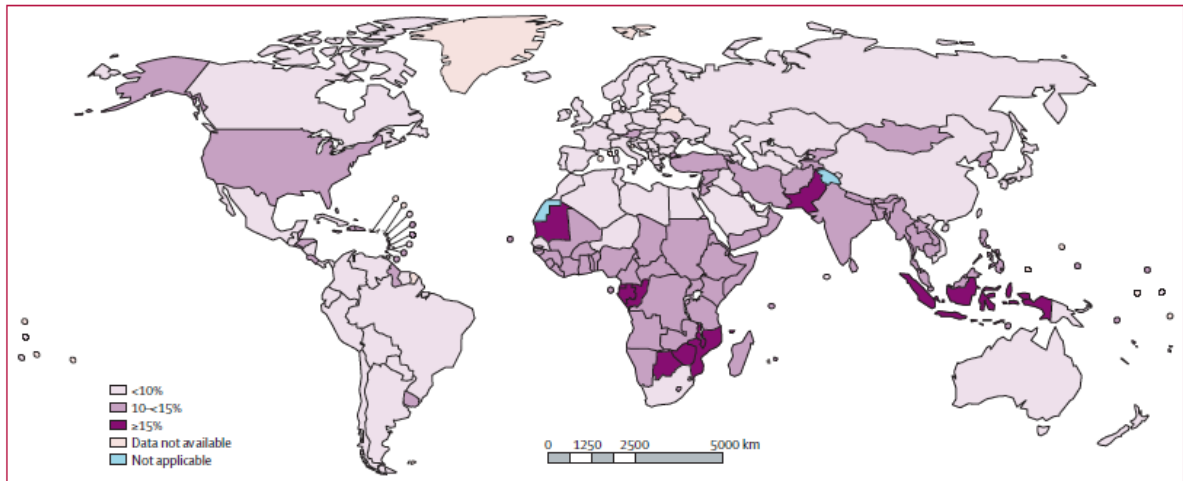 <10%
10–<15%
≥15%
Data not available
Not applicable
0 1250 2500 5000 km